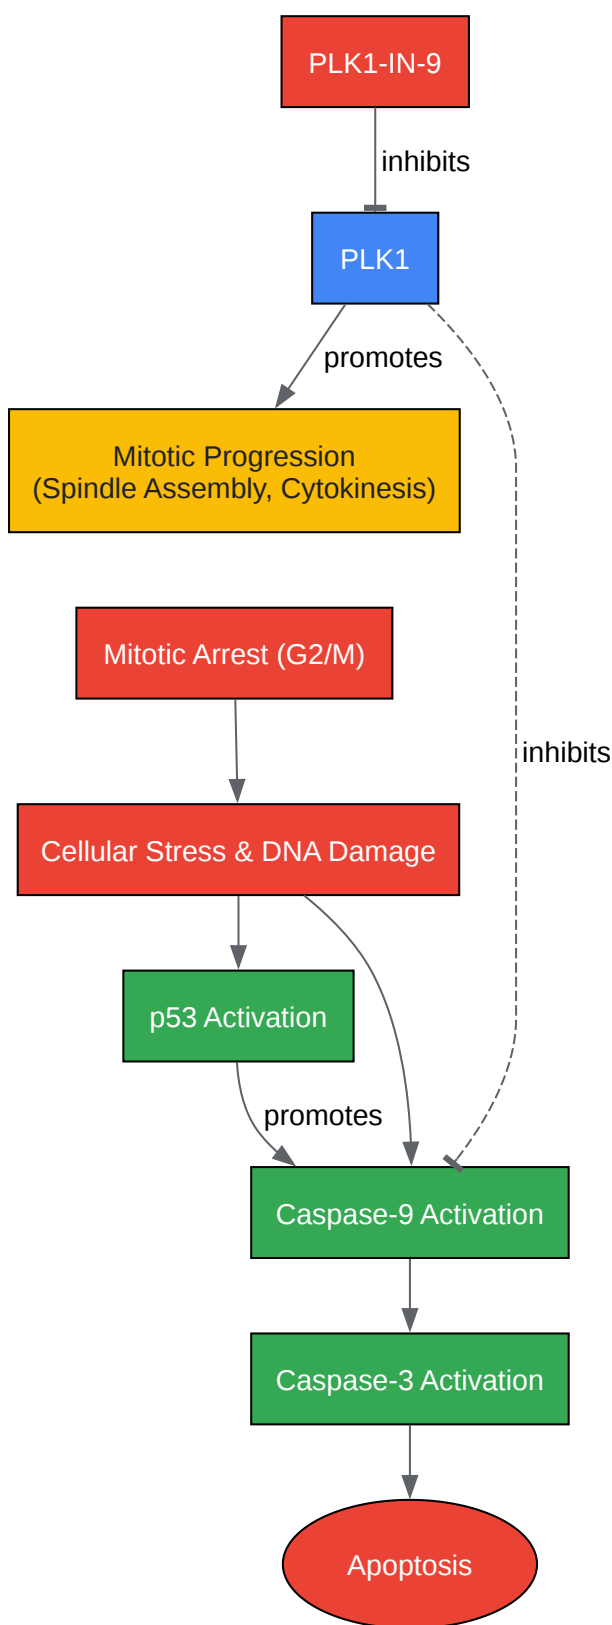 PLK1-IN-9
inhibits
PLK1
promotes
Mitotic Progression
(Spindle Assembly, Cytokinesis)
Mitotic Arrest (G2/M)
inhibits
Cellular Stress & DNA Damage
p53 Activation
promotes
Caspase-9 Activation
Caspase-3 Activation
Apoptosis